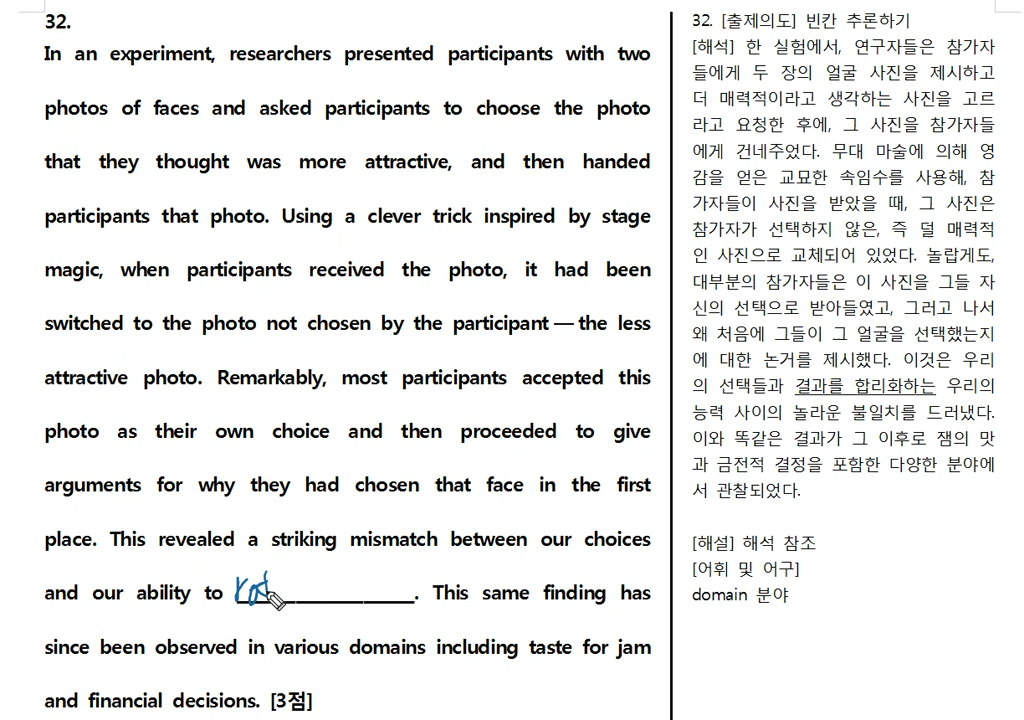 32.
In an experiment, researchers presented participants with two
photos of faces and asked participants to choose the photo
that they thought was more attractive, and then handed
participants that photo. Using a clever trick inspired by stage
magic, when participants received the photo, it had been
switched to the photo not chosen by the participant — the less
attractive photo. Remarkably, most participants accepted this
photo as their own choice and then proceeded to give
arguments for why they had chosen that face in the first
place. This revealed a striking mismatch between our choices
and our ability to ____________. This same finding has
since been observed in various domains including taste for jam
and financial decisions. [3점]
32. [출제의도] 빈칸 추론하기
[해석] 한 실험에서, 연구자들은 참가자
들에게 두 장의 얼굴 사진을 제시하고
더 매력적이라고 생각하는 사진을 고르
라고 요청한 후에, 그 사진을 참가자들
에게 건네주었다. 무대 마술에 의해 영
감을 얻은 교묘한 속임수를 사용해, 참
가자들이 사진을 받았을 때, 그 사진은
참가자가 선택하지 않은, 즉 덜 매력적
인 사진으로 교체되어 있었다. 놀랍게도,
대부분의 참가자들은 이 사진을 그들 자
신의 선택으로 받아들였고, 그러고 나서
왜 처음에 그들이 그 얼굴을 선택했는지
에 대한 논거를 제시했다. 이것은 우리
의 선택들과 결과를 합리화하는 우리의
능력 사이의 놀라운 불일치를 드러냈다.
이와 똑같은 결과가 그 이후로 잼의 맛
과 금전적 결정을 포함한 다양한 분야에
서 관찰되었다.
[해설] 해석 참조
[어휘 및 어구]
domain 분야